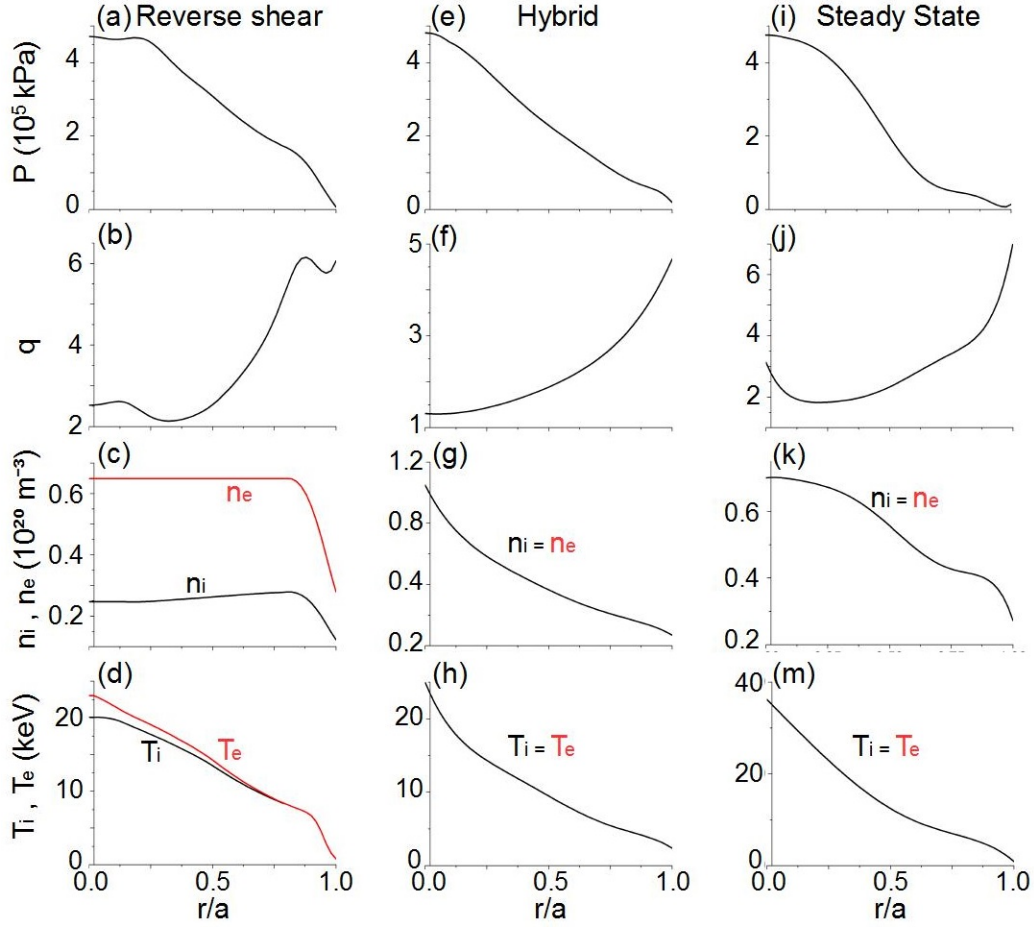 (a) Reverse shear
(e) Hybrid
(i) Steady State
P (10⁵ kPa)
4
2
0
4
2
0
4
2
0
(b)
(f)
(j)
q
6
4
2
5
3
1
6
4
2
(c)
(g)
(k)
nᵢ , nₑ (10²⁰ m⁻³)
0.6
0.4
0.2
nₑ
nᵢ
1.2
0.8
0.4
0.2
nᵢ = nₑ
0.6
0.4
0.2
nᵢ = nₑ
(d)
(h)
(m)
Tᵢ , Tₑ (keV)
20
10
0
Tᵢ
Tₑ
20
10
0
Tᵢ = Tₑ
40
20
0
Tᵢ = Tₑ
0.0 0.5 1.0
0.0 0.5 1.0
0.0 0.5 1.0
r/a
r/a
r/a